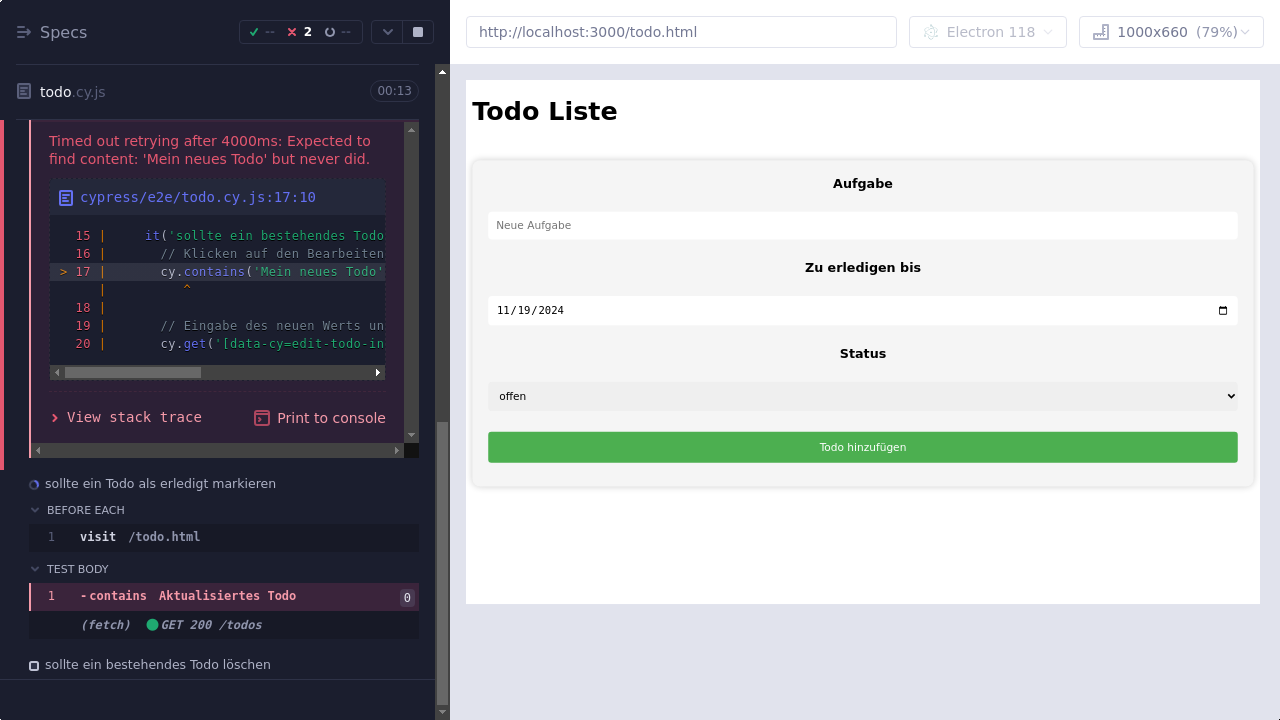 Specs
--
2
--
todo.cy.js
00:13
Timed out retrying after 4000ms: Expected to
find content: 'Mein neues Todo' but never did.
cypress/e2e/todo.cy.js:17:10
15 | it('sollte ein bestehendes Todo
16 | // Klicken auf den Bearbeiten
> 17 | cy.contains('Mein neues Todo'
| ^
18 |
19 | // Eingabe des neuen Werts un
20 | cy.get('[data-cy=edit-todo-in
View stack trace
Print to console
sollte ein Todo als erledigt markieren
BEFORE EACH
1 visit /todo.html
TEST BODY
1 -contains Aktualisiertes Todo 0
(fetch) GET 200 /todos
sollte ein bestehendes Todo löschen
http://localhost:3000/todo.html
Electron 118
1000x660 (79%)
Todo Liste
Aufgabe
Neue Aufgabe
Zu erledigen bis
11/19/2024
Status
offen
Todo hinzufügen